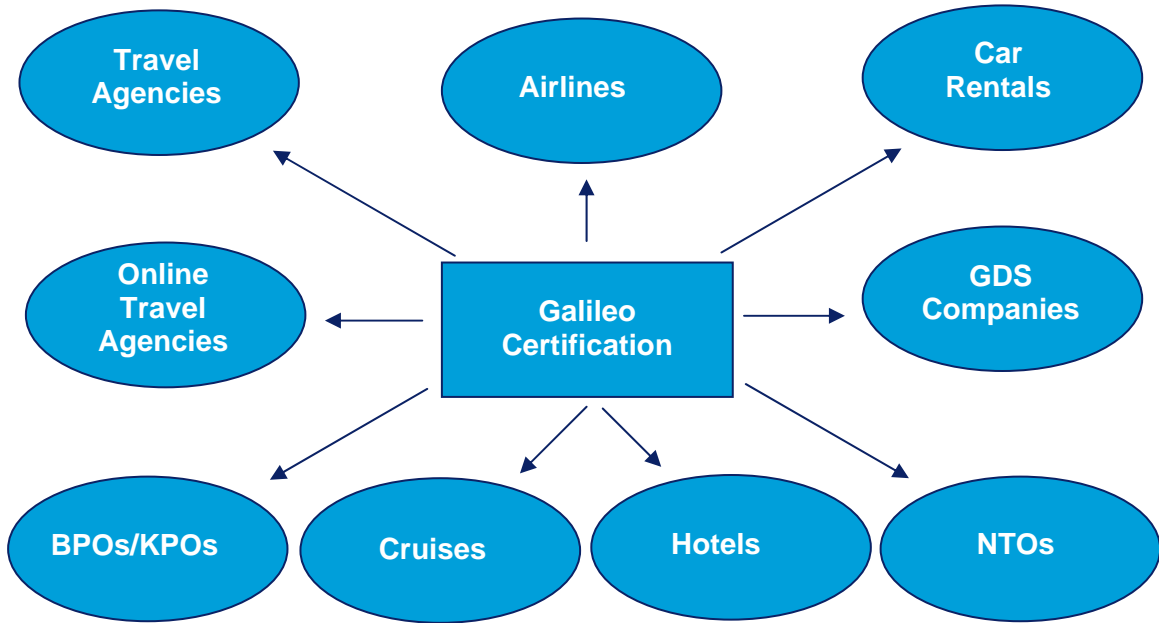 Travel
Agencies
Airlines
Car
Rentals
Online
Travel
Agencies
Galileo
Certification
GDS
Companies
BPOs/KPOs
Cruises
Hotels
NTOs